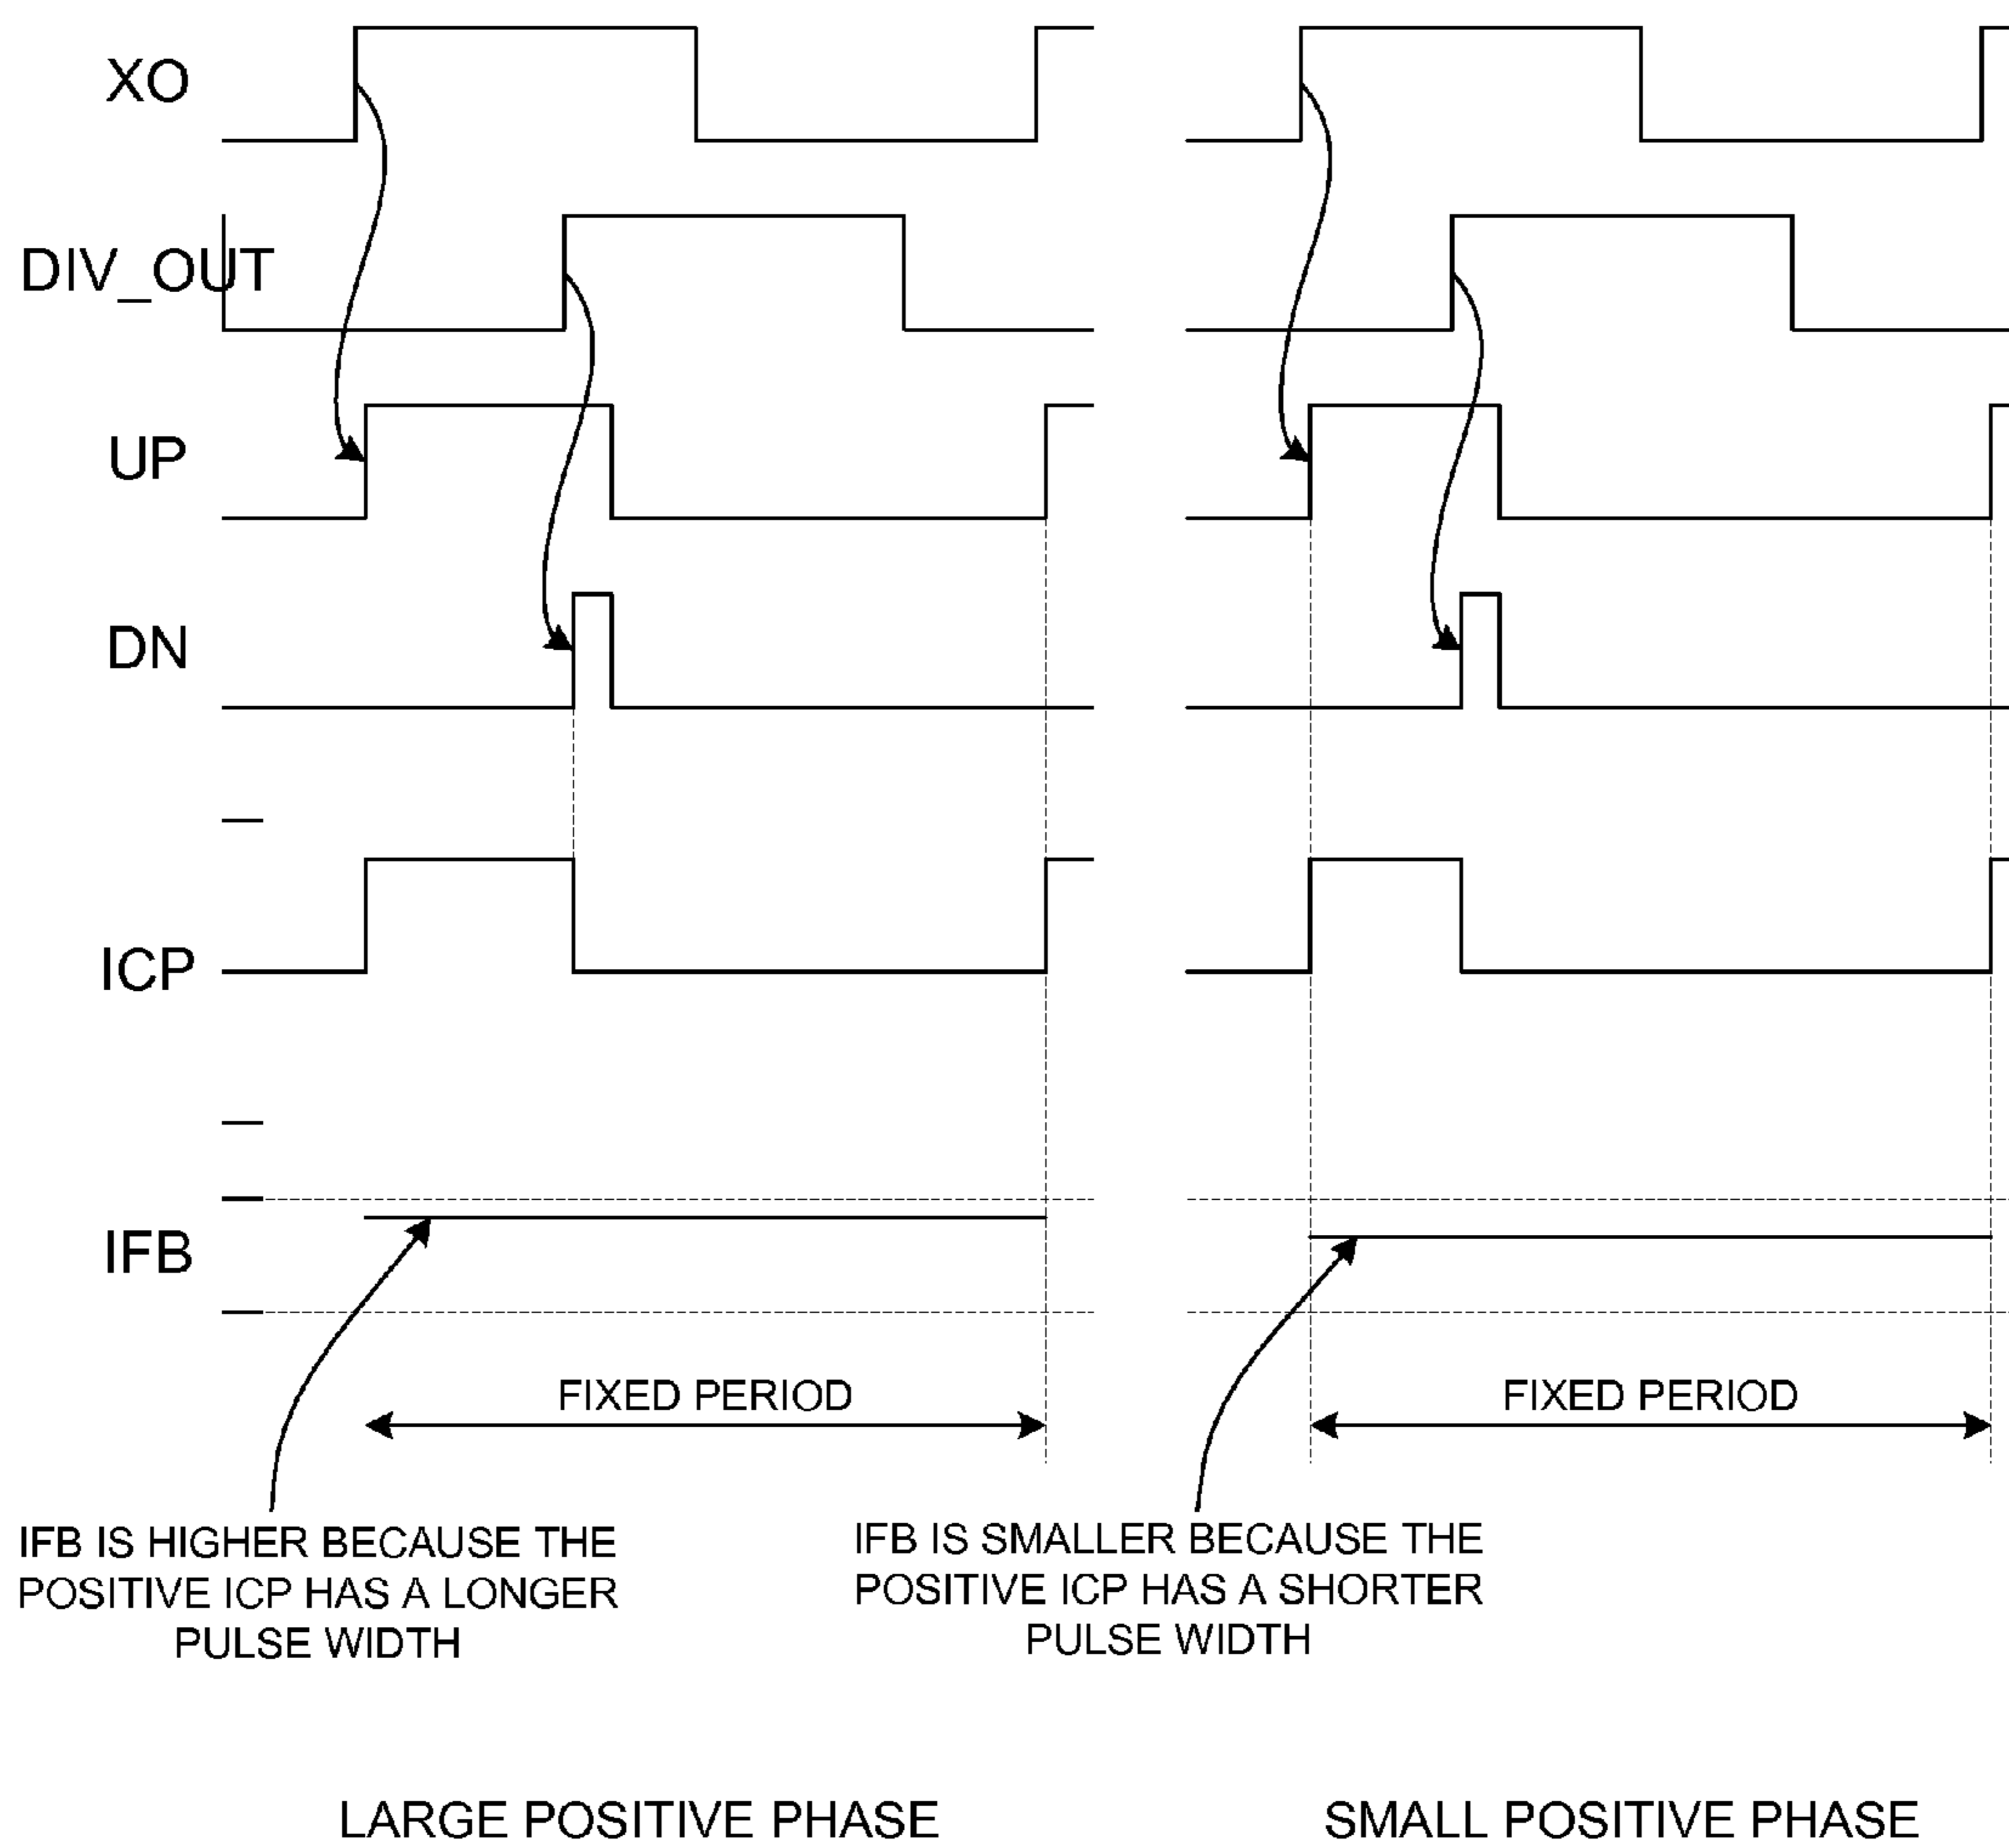 XO
DIV_OUT
UP
DN
ICP
IFB
FIXED PERIOD
FIXED PERIOD
IFB IS HIGHER BECAUSE THE
POSITIVE ICP HAS A LONGER
PULSE WIDTH
IFB IS SMALLER BECAUSE THE
POSITIVE ICP HAS A SHORTER
PULSE WIDTH
LARGE POSITIVE PHASE
SMALL POSITIVE PHASE